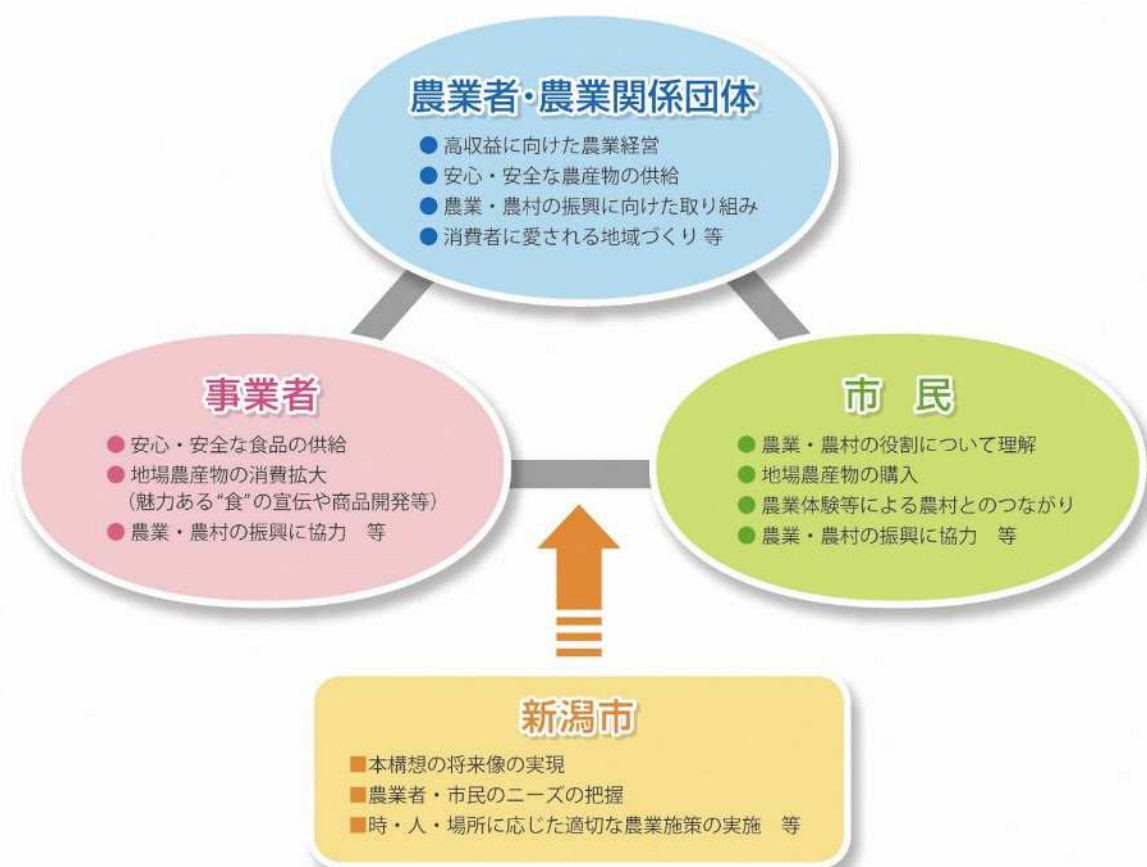 農業者・農業関係団体
● 高収益に向けた農業経営
● 安心・安全な農産物の供給
● 農業・農村の振興に向けた取り組み
● 消費者に愛される地域づくり 等
事業者
● 安心・安全な食品の供給
● 地場農産物の消費拡大
（魅力ある“食”の宣伝や商品開発等）
● 農業・農村の振興に協力　等
市　民
● 農業・農村の役割について理解
● 地場農産物の購入
● 農業体験等による農村とのつながり
● 農業・農村の振興に協力　等
新潟市
■本構想の将来像の実現
■農業者・市民のニーズの把握
■時・人・場所に応じた適切な農業施策の実施　等